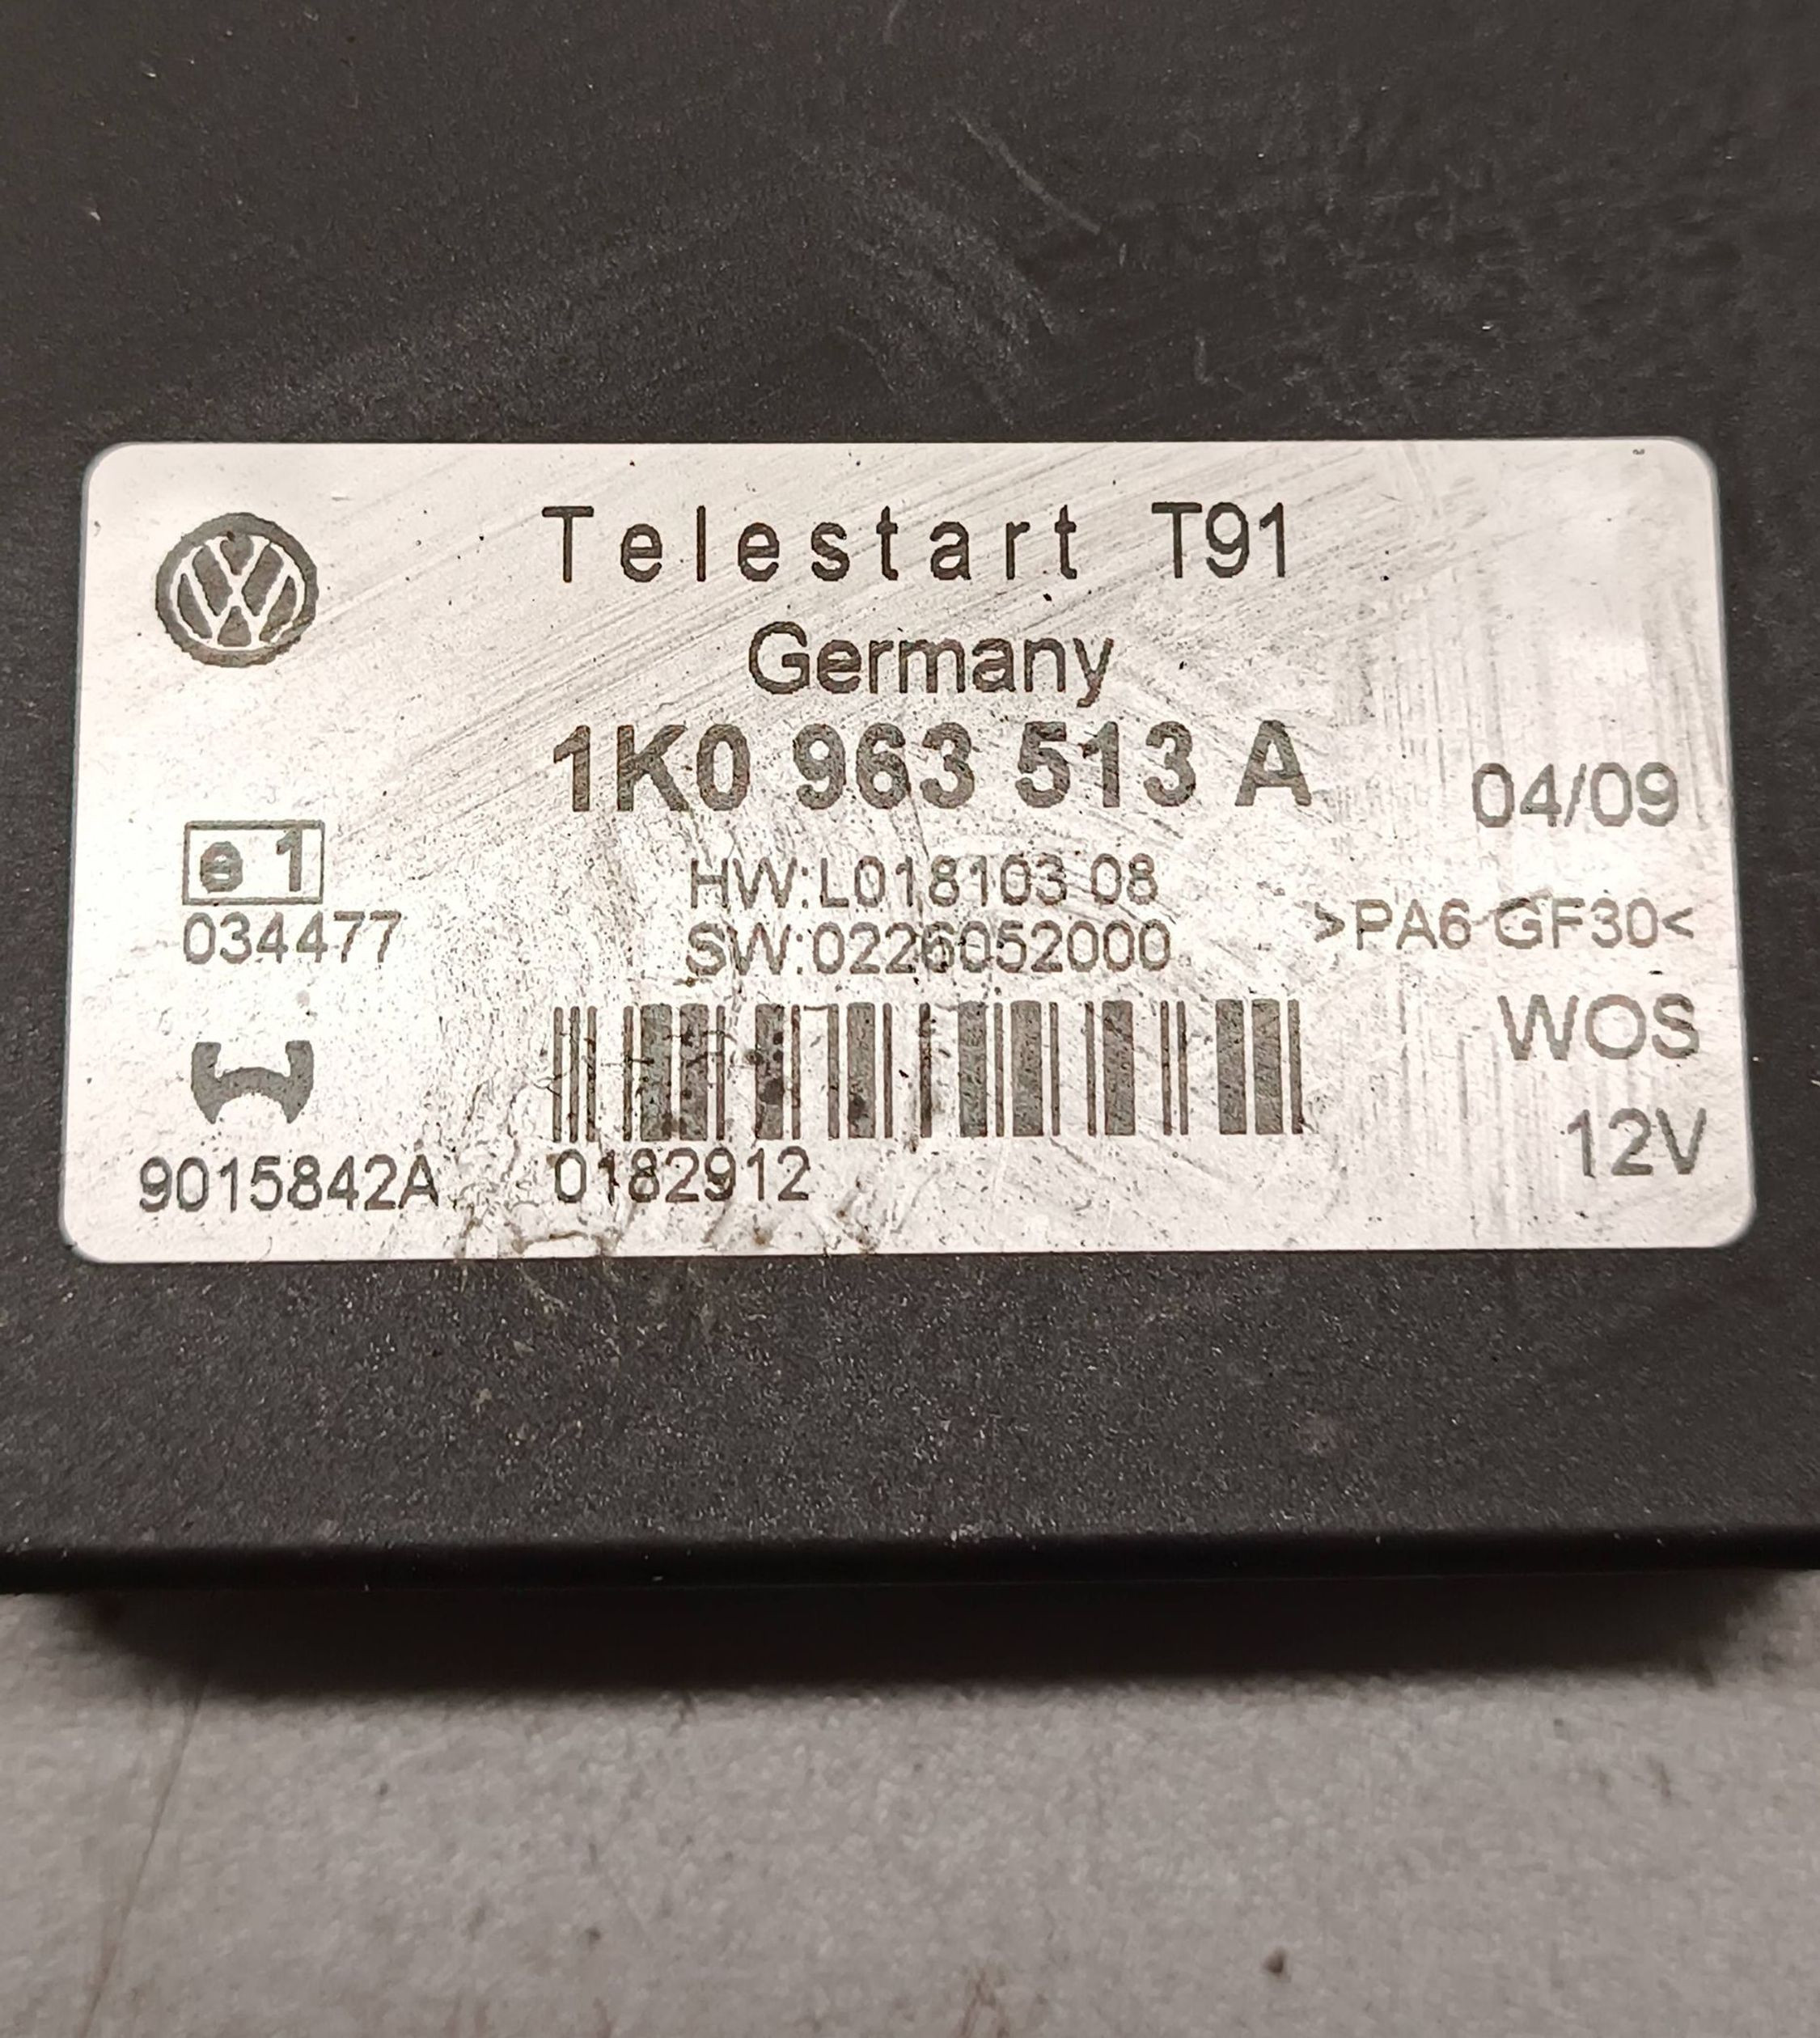 Telestart T91
Germany
1K0 963 513 A
04/09
e 1
034477
HW:L018103 08
SW:0226052000
>PA6 GF30<
WOS
12V
9015842A
0182912